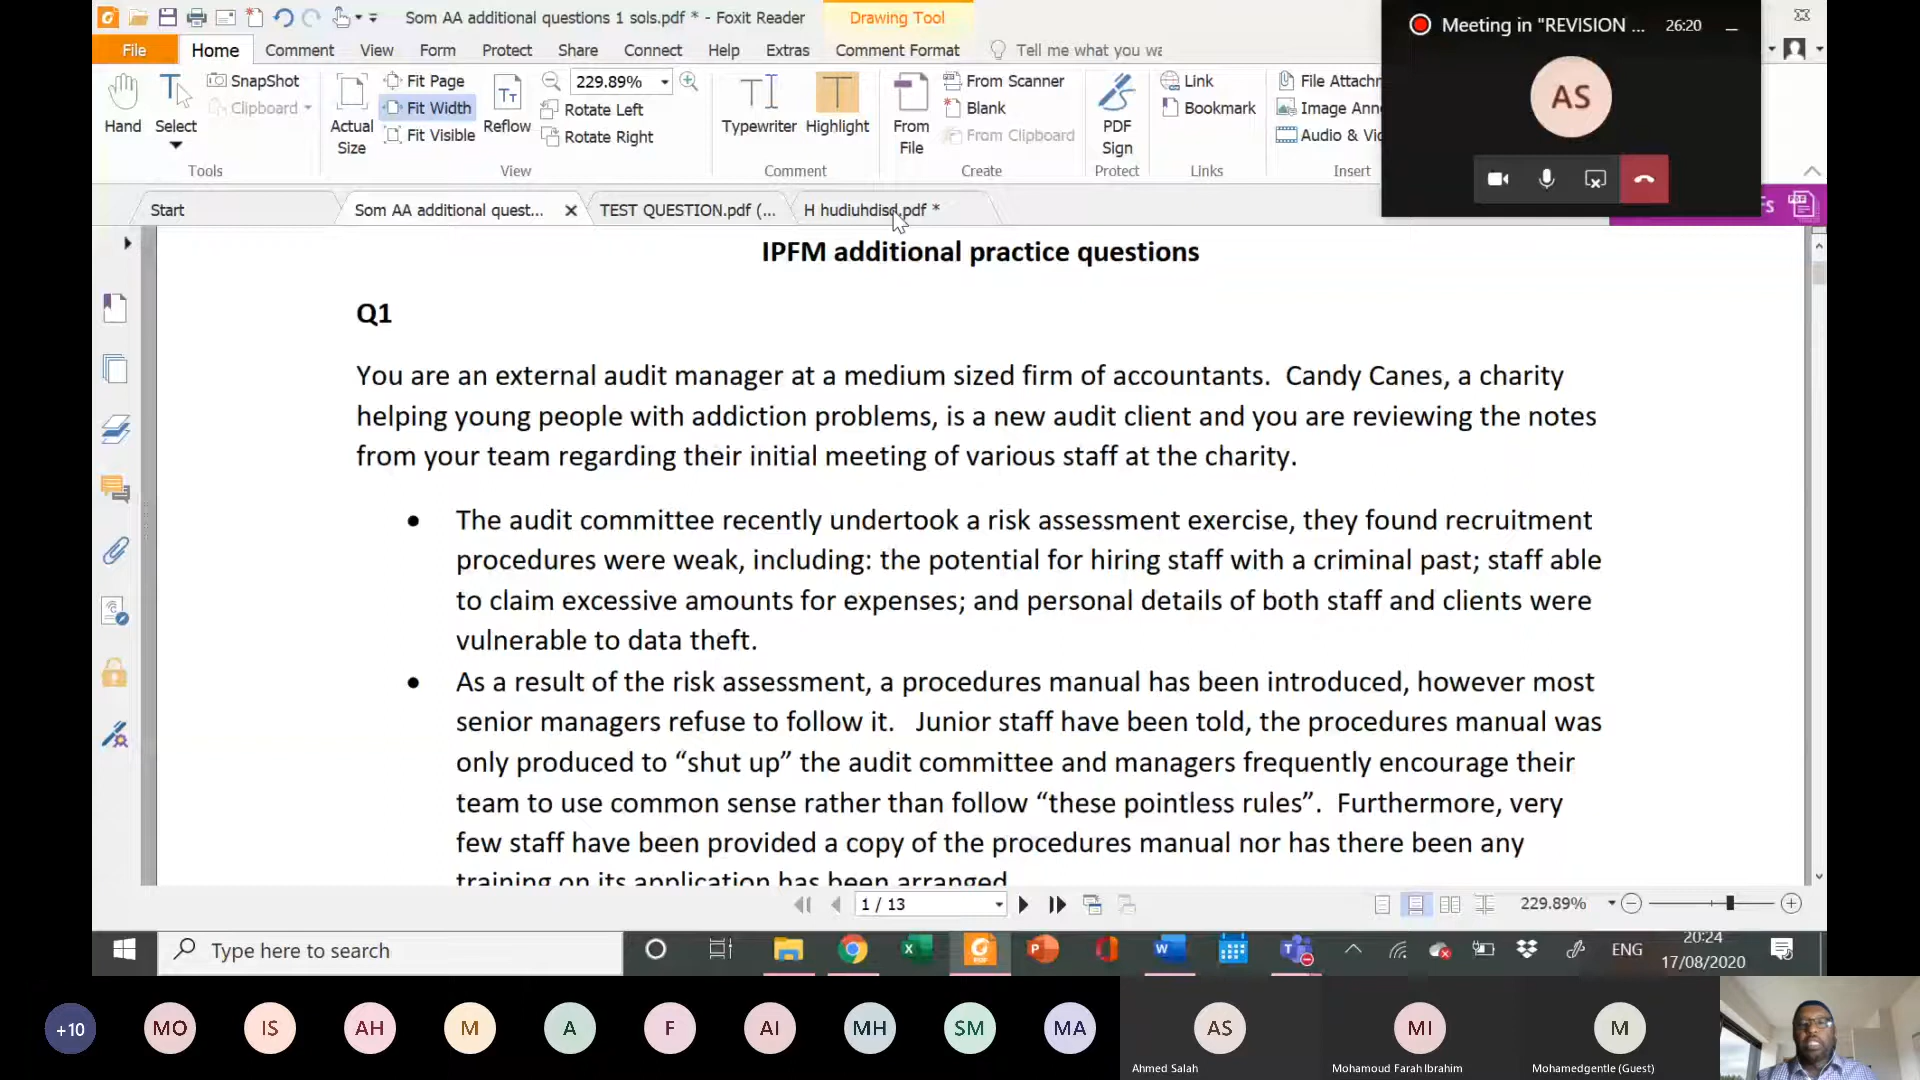 Som AA additional questions 1 sols.pdf * - Foxit Reader
Drawing Tool
File
Home
Comment
View
Form
Protect
Share
Connect
Help
Extras
Comment Format
Tell me what you wa
Hand
Select
SnapShot
Clipboard
Tools
Actual Size
Fit Page
Fit Width
Fit Visible
Reflow
229.89%
Rotate Left
Rotate Right
View
Typewriter
Highlight
Comment
From File
From Scanner
Blank
From Clipboard
Create
PDF Sign
Protect
Link
Bookmark
Links
File Attachm
Image Ann
Audio & Vid
Insert
Meeting in "REVISION ...
26:20
AS
Start
Som AA additional quest...
TEST QUESTION.pdf (...
H hudiuhdisd.pdf *
IPFM additional practice questions
Q1
You are an external audit manager at a medium sized firm of accountants. Candy Canes, a charity
helping young people with addiction problems, is a new audit client and you are reviewing the notes
from your team regarding their initial meeting of various staff at the charity.
• The audit committee recently undertook a risk assessment exercise, they found recruitment
procedures were weak, including: the potential for hiring staff with a criminal past; staff able
to claim excessive amounts for expenses; and personal details of both staff and clients were
vulnerable to data theft.
• As a result of the risk assessment, a procedures manual has been introduced, however most
senior managers refuse to follow it. Junior staff have been told, the procedures manual was
only produced to “shut up” the audit committee and managers frequently encourage their
team to use common sense rather than follow “these pointless rules”. Furthermore, very
few staff have been provided a copy of the procedures manual nor has there been any
training on its application has been arranged
1 / 13
229.89%
Type here to search
ENG
20:24
17/08/2020
+10
MO
IS
AH
M
A
F
AI
MH
SM
MA
AS
Ahmed Salah
MI
Mohamoud Farah Ibrahim
M
Mohamedgentle (Guest)